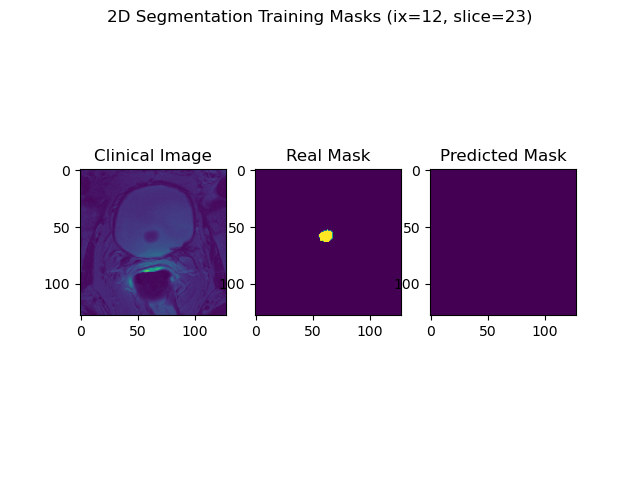 2D Segmentation Training Masks (ix=12, slice=23)
Clinical Image Real Mask Predicted Mask
0 0 0
50 50 50
100 100 100
0 50 100 0 50 100 0 50 100